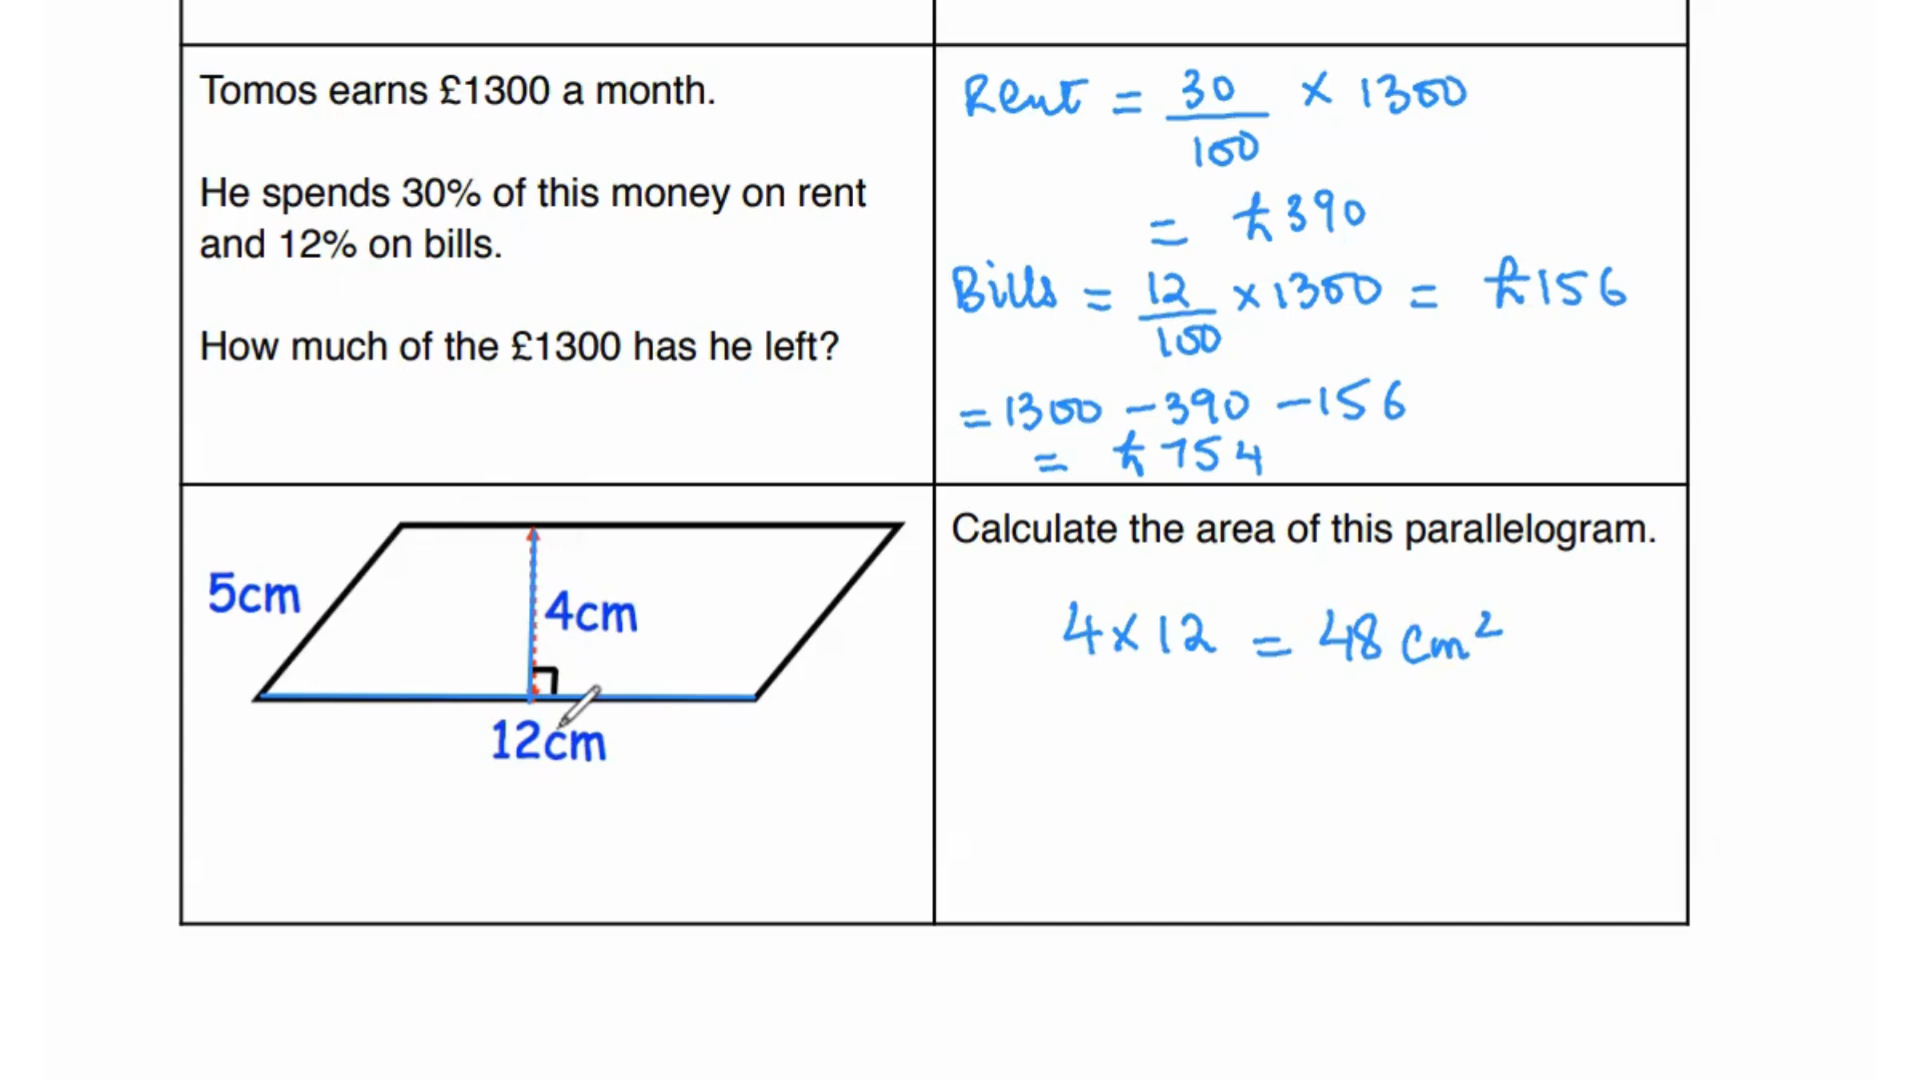 Tomos earns £1300 a month.
He spends 30% of this money on rent
and 12% on bills.
How much of the £1300 has he left?
Rent = 30/100 × 1300
= £390
Bills = 12/100 × 1300 = £156
= 1300 - 390 - 156
= £754
5cm
4cm
12cm
Calculate the area of this parallelogram.
4 × 12 = 48 cm²